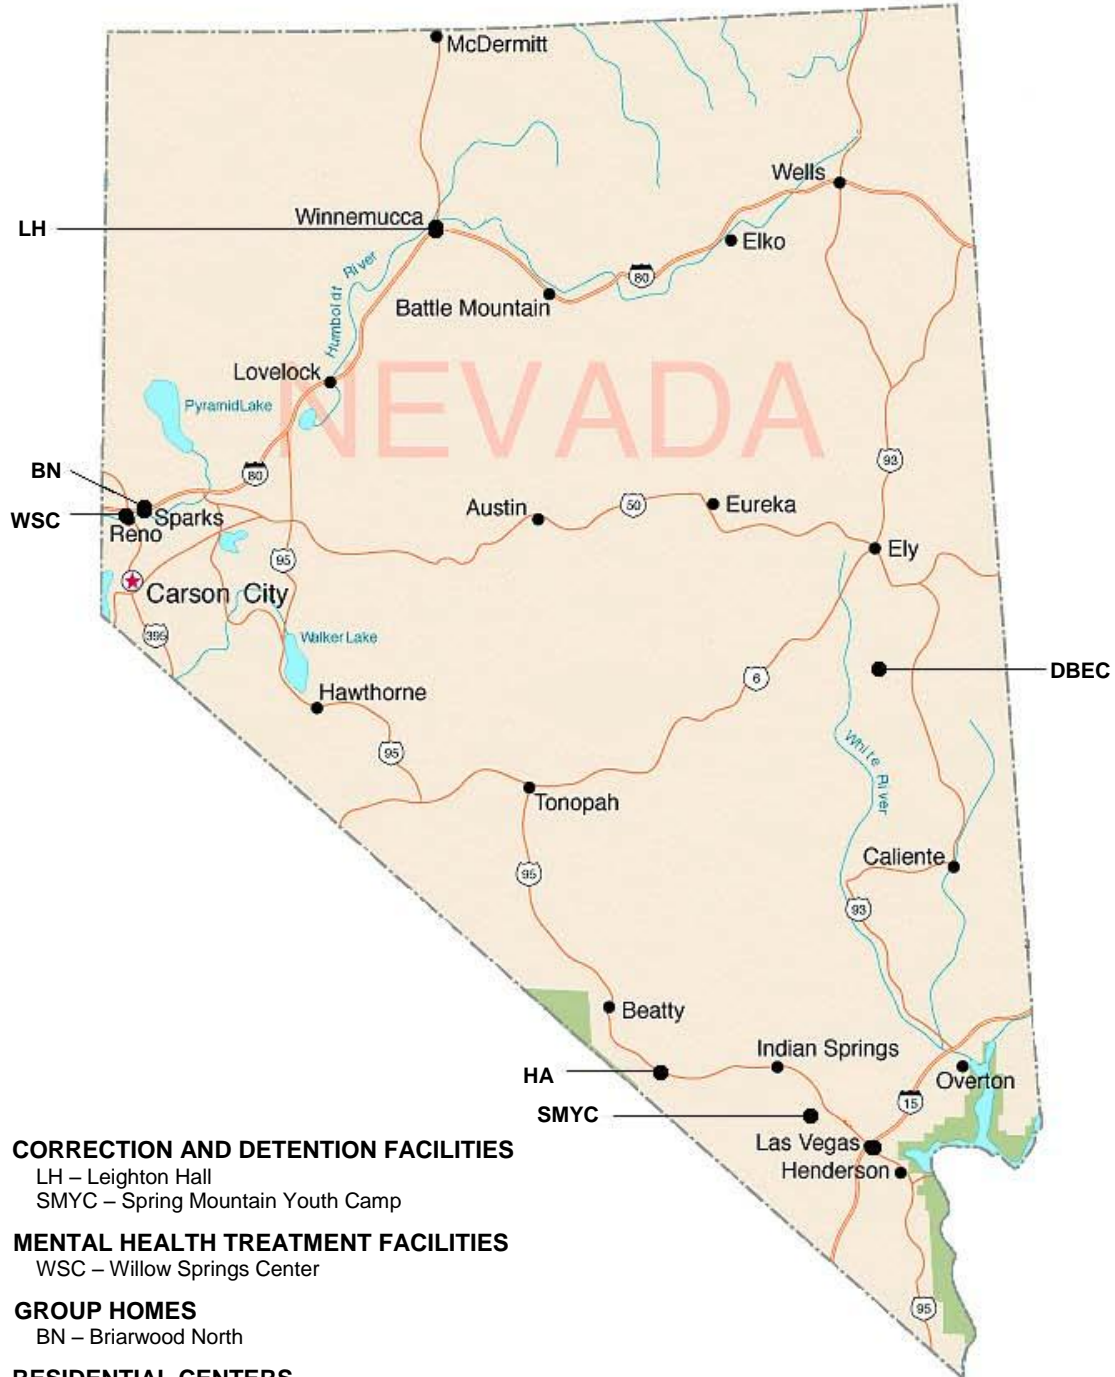 McDermitt
Wells
Winnemucca
LH
Elko
Humboldt River
80
Battle Mountain
Lovelock
NEVADA
PyramidLake
BN
80
93
WSC
Sparks
Reno
Austin
50
Eureka
95
Ely
Carson City
395
Walker Lake
6
DBEC
Hawthorne
95
White River
Tonopah
Caliente
95
93
Beatty
Indian Springs
HA
Overton
15
SMYC
Las Vegas
Henderson
95
CORRECTION AND DETENTION FACILITIES
LH – Leighton Hall
SMYC – Spring Mountain Youth Camp
MENTAL HEALTH TREATMENT FACILITIES
WSC – Willow Springs Center
GROUP HOMES
BN – Briarwood North
RESIDENTIAL CENTERS